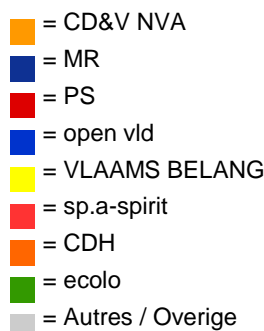 = CD&V NVA
= MR
= PS
= open vld
= VLAAMS BELANG
= sp.a-spirit
= CDH
= ecolo
= Autres / Overige